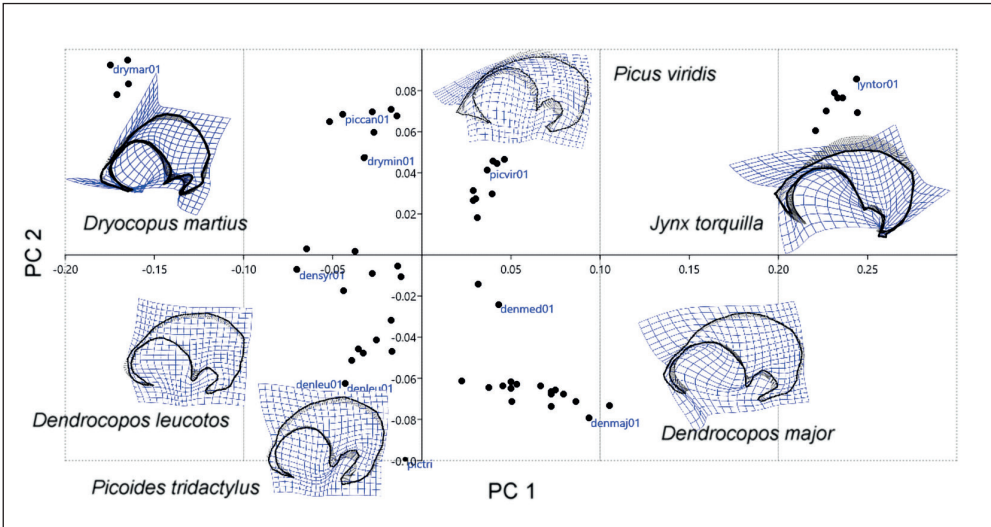 Picus viridis
drymar01
0.08
jyntor01
piccan01
0.06
drymin01
0.04
picvir01
Dryocopus martius
Jynx torquilla
0.02
PC 2
-0.20
-0.15
-0.10
-0.05
0.05
0.10
0.15
0.20
0.25
densyr01
-0.02
denmed01
-0.04
-0.06
denleu01
denleu01
Dendrocopos leucotos
-0.08
denmaj01
Dendrocopos major
-0.10
pictri
Picoides tridactylus
PC 1